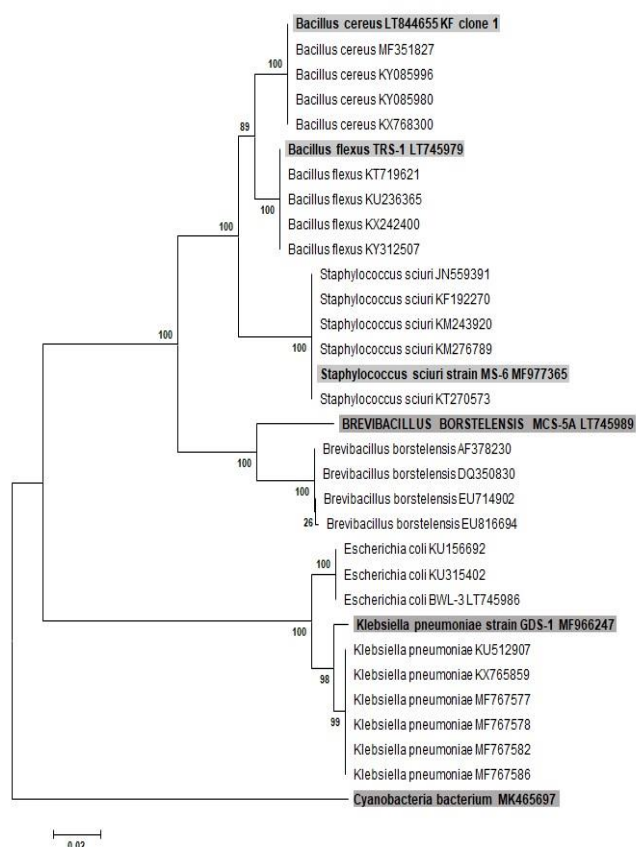 Bacillus cereus LT844655 KF clone 1
Bacillus cereus MF351827
100
Bacillus cereus KY085996
Bacillus cereus KY085980
89
Bacillus cereus KX768300
Bacillus flexus TRS-1 LT745979
Bacillus flexus KT719621
Bacillus flexus KU236365
100
100
Bacillus flexus KX242400
Bacillus flexus KY312507
Staphylococcus sciuri JN559391
Staphylococcus sciuri KF192270
Staphylococcus sciuri KM243920
100
100
Staphylococcus sciuri KM276789
Staphylococcus sciuri strain MS-6 MF977365
Staphylococcus sciuri KT270573
BREVIBACILLUS BORSTELENSIS MCS-5A LT745989
Brevibacillus borstelensis AF378230
100
Brevibacillus borstelensis DQ350830
100
Brevibacillus borstelensis EU714902
26
Brevibacillus borstelensis EU816694
Escherichia coli KU156692
100
Escherichia coli KU315402
Escherichia coli BWL-3 LT745986
100
Klebsiella pneumoniae strain GDS-1 MF966247
Klebsiella pneumoniae KU512907
98
Klebsiella pneumoniae KX765859
Klebsiella pneumoniae MF767577
99
Klebsiella pneumoniae MF767578
Klebsiella pneumoniae MF767582
Klebsiella pneumoniae MF767586
Cyanobacteria bacterium MK465697
0.02